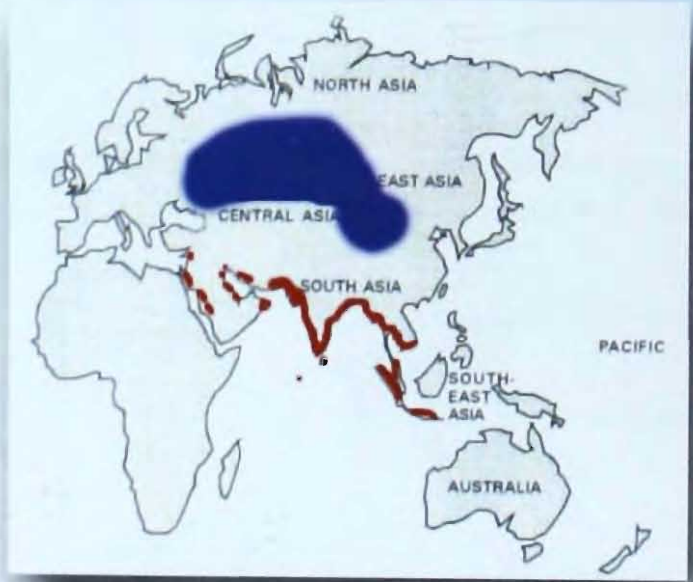 NORTH ASIA
EAST ASIA
CENTRAL ASIA
SOUTH ASIA
PACIFIC
SOUTH-
EAST
ASIA
AUSTRALIA